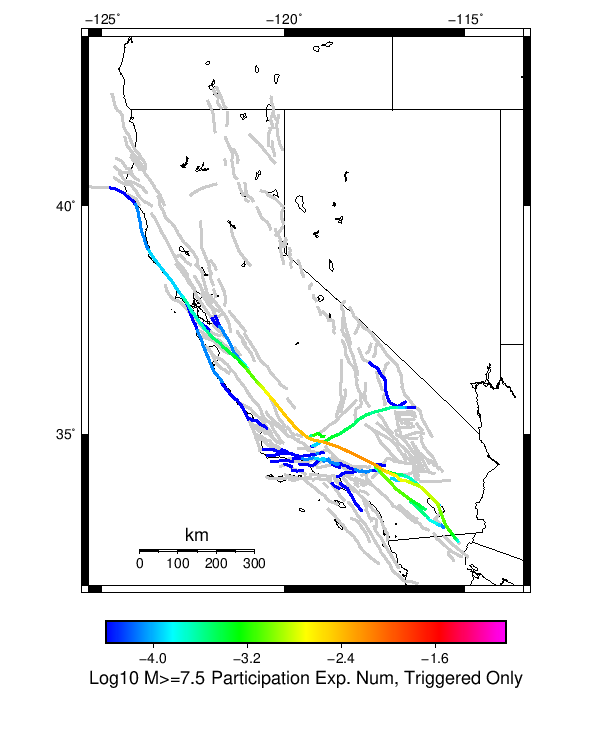 −125° −120° −115°
40°
35°
km
0 100 200 300
−4.0 −3.2 −2.4 −1.6
Log10 M>=7.5 Participation Exp. Num, Triggered Only